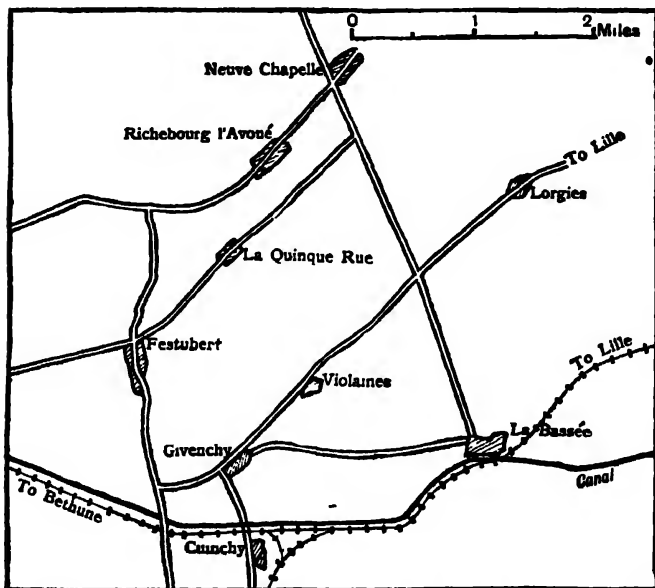 0 1 2
Miles
Neuve Chapelle
Richebourg l'Avoué
To Lille
Lorgies
La Quinque Rue
Festubert
To Lille
Violaines
La Bassée
Givenchy
Canal
To Bethune
Cuinchy